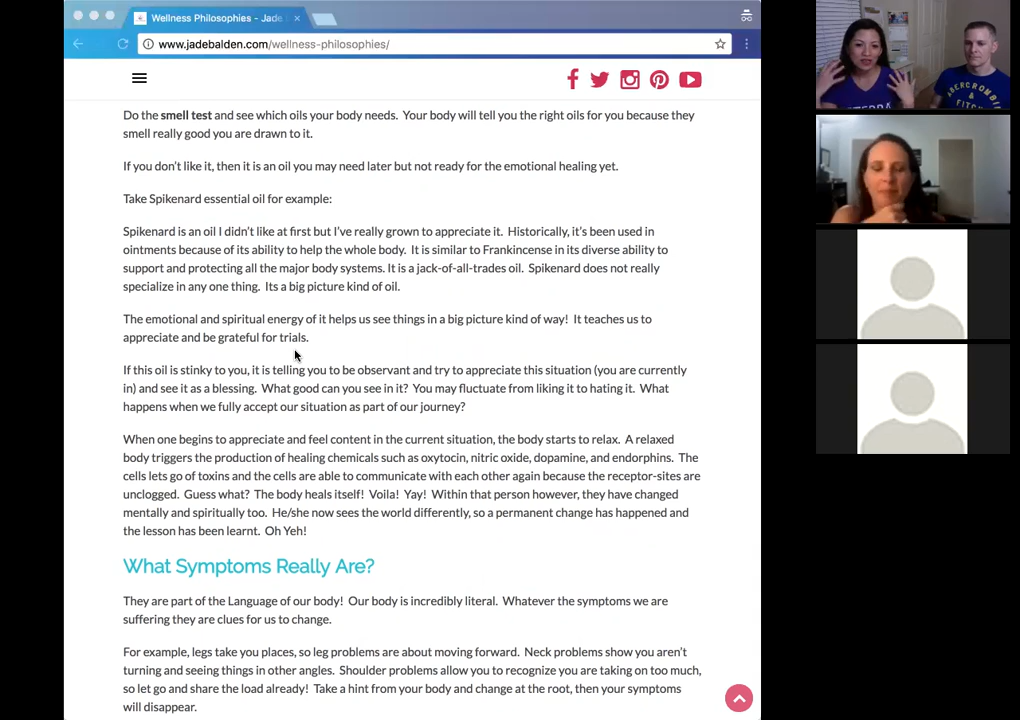 Wellness Philosophies - Jade
www.jadebalden.com/wellness-philosophies/
Do the smell test and see which oils your body needs.  Your body will tell you the right oils for you because they
smell really good you are drawn to it.
If you don't like it, then it is an oil you may need later but not ready for the emotional healing yet.
Take Spikenard essential oil for example:
Spikenard is an oil I didn't like at first but I've really grown to appreciate it.  Historically, it's been used in
ointments because of its ability to help the whole body.  It is similar to Frankincense in its diverse ability to
support and protecting all the major body systems. It is a jack-of-all-trades oil.  Spikenard does not really
specialize in any one thing.  Its a big picture kind of oil.
The emotional and spiritual energy of it helps us see things in a big picture kind of way!  It teaches us to
appreciate and be grateful for trials.
If this oil is stinky to you, it is telling you to be observant and try to appreciate this situation (you are currently
in) and see it as a blessing.  What good can you see in it?  You may fluctuate from liking it to hating it.  What
happens when we fully accept our situation as part of our journey?
When one begins to appreciate and feel content in the current situation, the body starts to relax.  A relaxed
body triggers the production of healing chemicals such as oxytocin, nitric oxide, dopamine, and endorphins.  The
cells lets go of toxins and the cells are able to communicate with each other again because the receptor-sites are
unclogged.  Guess what?  The body heals itself!  Voila!  Yay!  Within that person however, they have changed
mentally and spiritually too.  He/she now sees the world differently, so a permanent change has happened and
the lesson has been learnt.  Oh Yeh!
What Symptoms Really Are?
They are part of the Language of our body!  Our body is incredibly literal.  Whatever the symptoms we are
suffering they are clues for us to change.
For example, legs take you places, so leg problems are about moving forward.  Neck problems show you aren't
turning and seeing things in other angles.  Shoulder problems allow you to recognize you are taking on too much,
so let go and share the load already!  Take a hint from your body and change at the root, then your symptoms
will disappear.
ABERCROMBIE
& FITCH